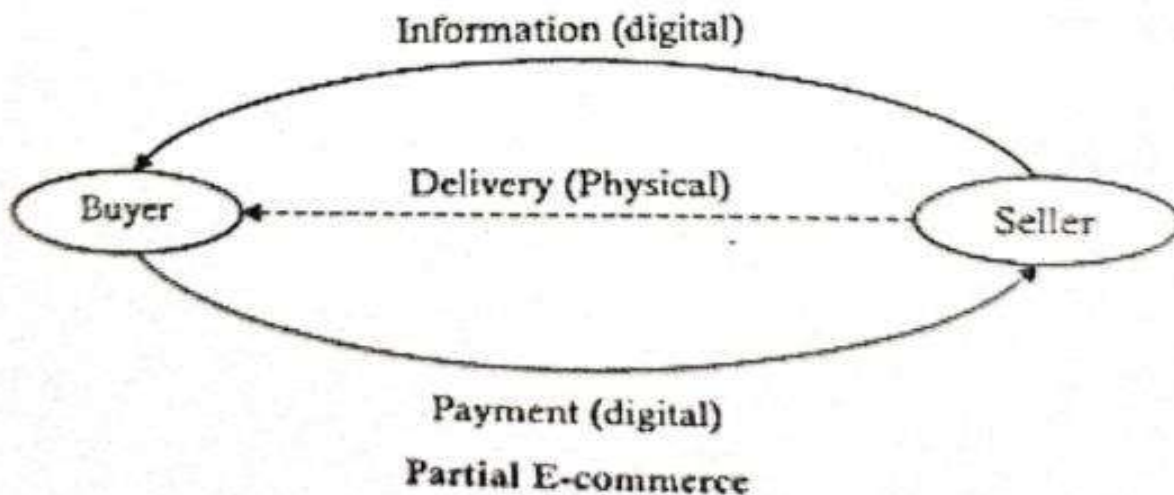 Information (digital)
Delivery (Physical)
Buyer
Seller
Payment (digital)
Partial E-commerce